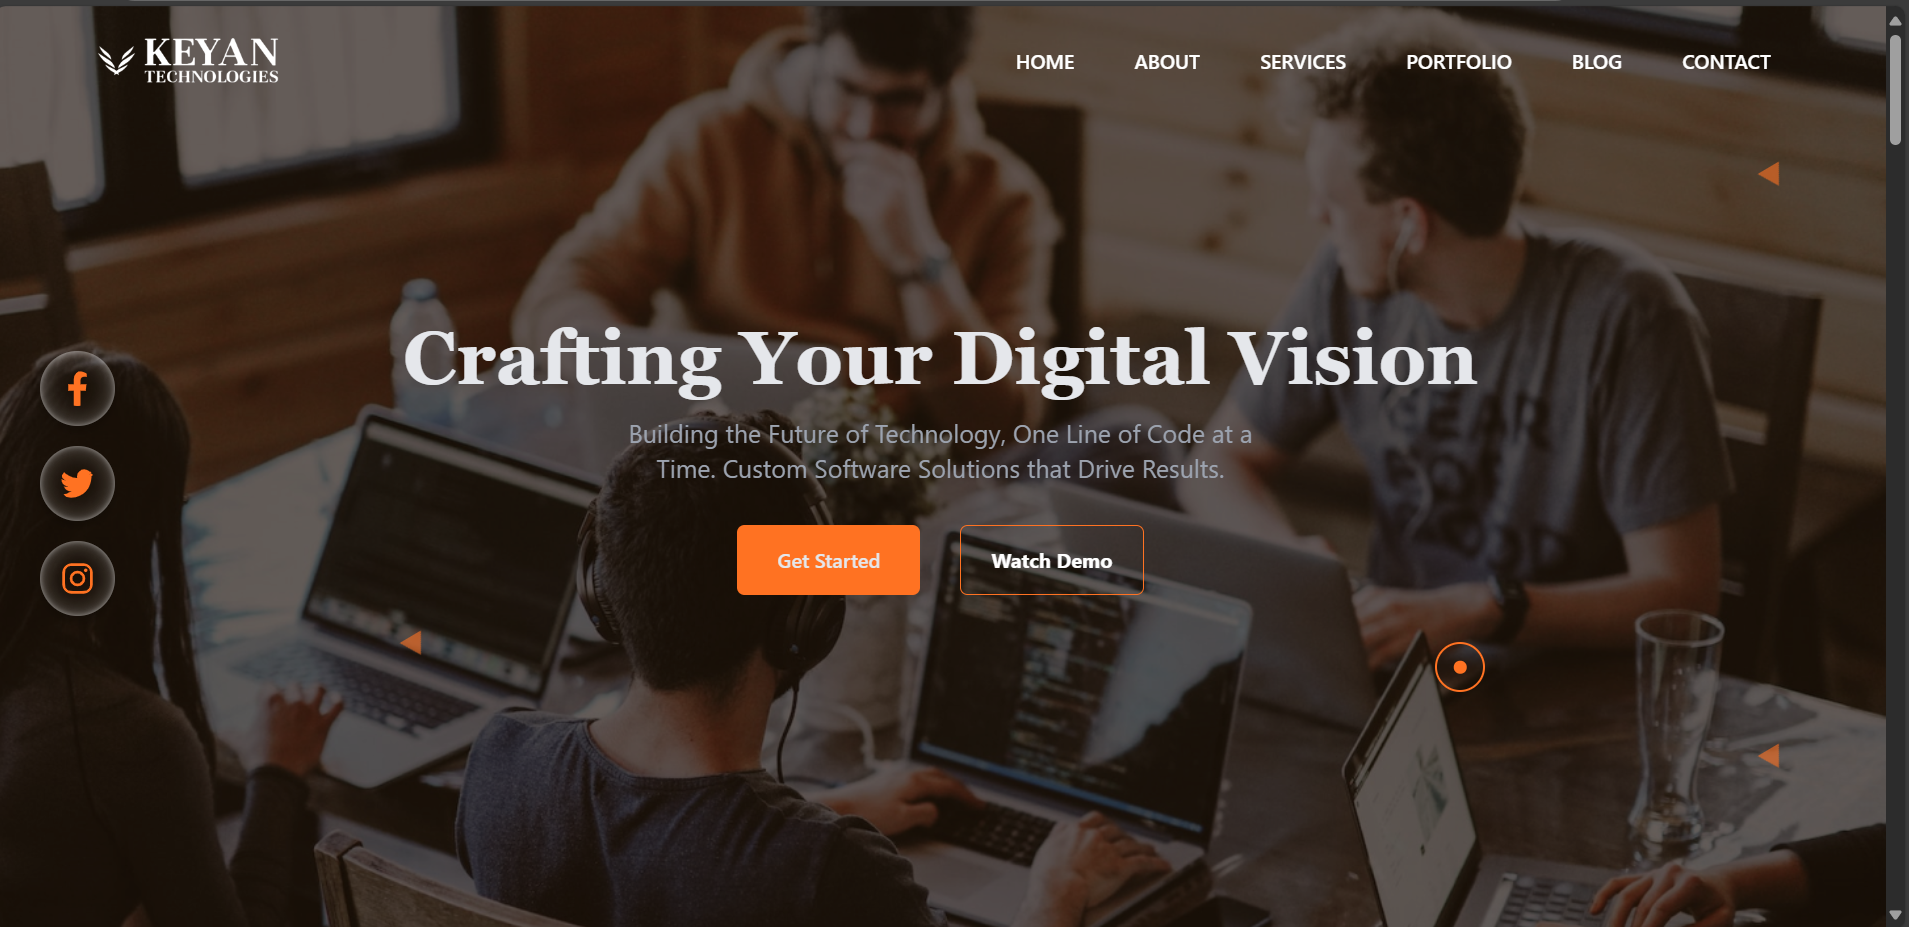 KEYAN
TECHNOLOGIES
HOME ABOUT SERVICES PORTFOLIO BLOG CONTACT
Crafting Your Digital Vision
Building the Future of Technology, One Line of Code at a
Time. Custom Software Solutions that Drive Results.
Get Started Watch Demo